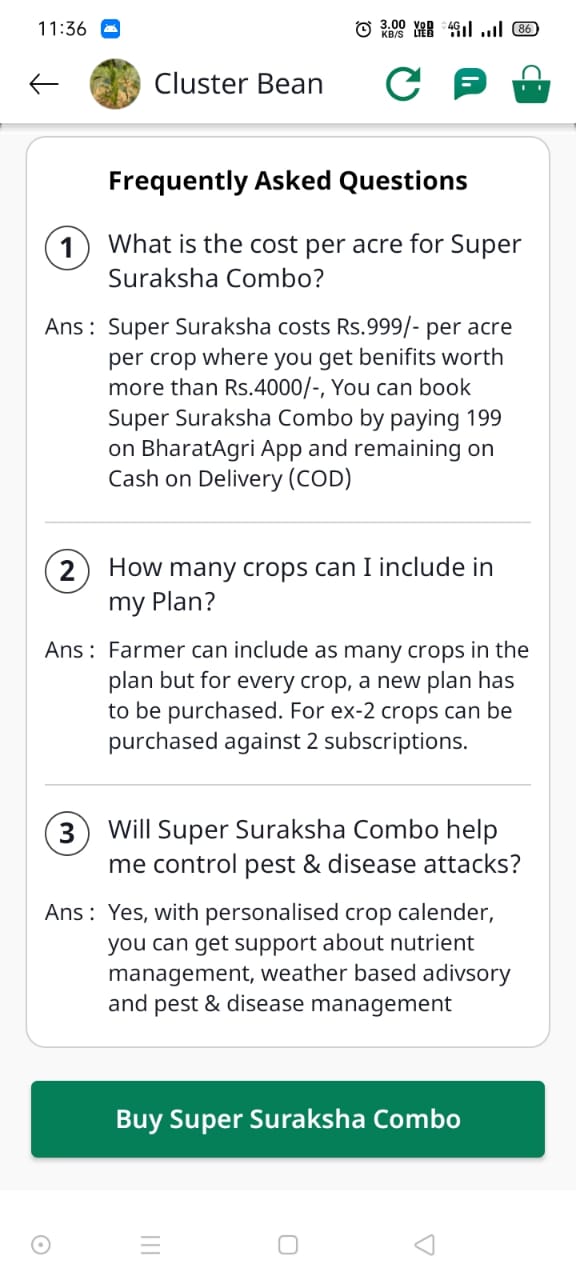 11:36
3.00 KB/S
4G
86
Cluster Bean
Frequently Asked Questions
1 What is the cost per acre for Super
Suraksha Combo?
Ans : Super Suraksha costs Rs.999/- per acre
per crop where you get benifits worth
more than Rs.4000/-, You can book
Super Suraksha Combo by paying 199
on BharatAgri App and remaining on
Cash on Delivery (COD)
2 How many crops can I include in
my Plan?
Ans : Farmer can include as many crops in the
plan but for every crop, a new plan has
to be purchased. For ex-2 crops can be
purchased against 2 subscriptions.
3 Will Super Suraksha Combo help
me control pest & disease attacks?
Ans : Yes, with personalised crop calender,
you can get support about nutrient
management, weather based adivsory
and pest & disease management
Buy Super Suraksha Combo